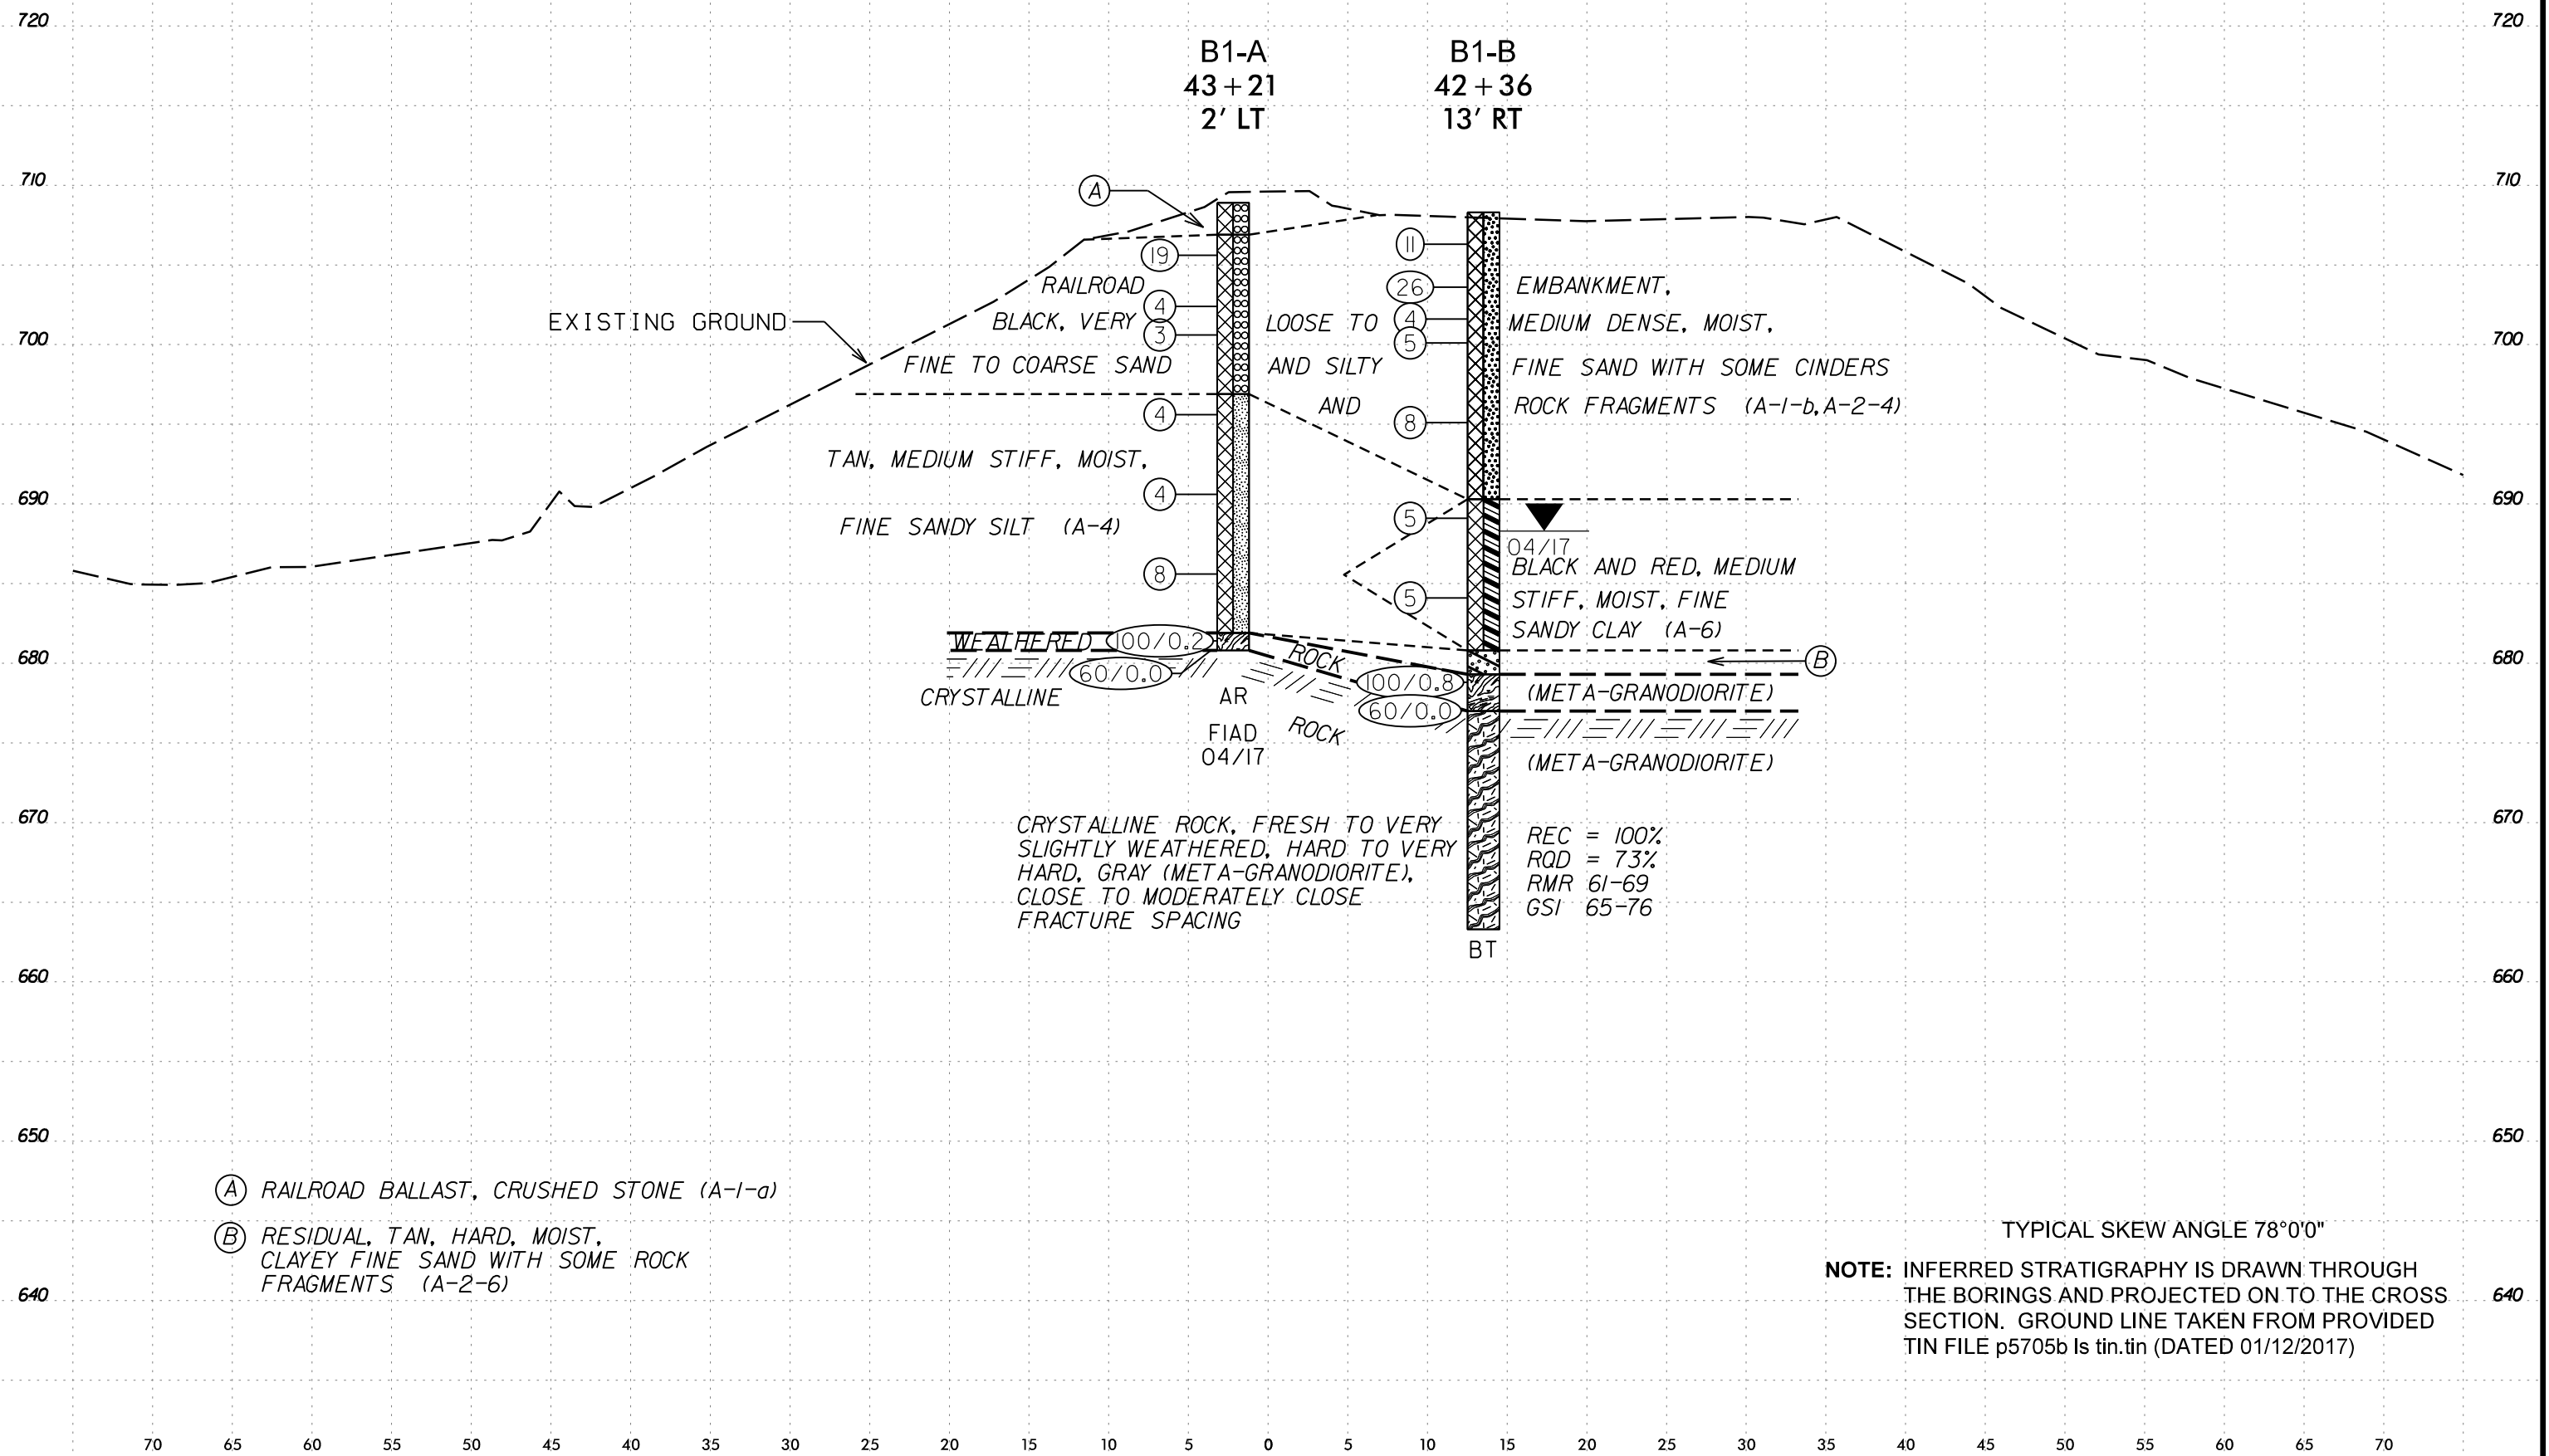 720 720
B1-A B1-B
43+21 42+36
2' LT 13' RT
710 A 710
11
19
RAILROAD 26 EMBANKMENT,
4
EXISTING GROUND BLACK, VERY LOOSE TO 4 MEDIUM DENSE, MOIST,
3
700 5 700
FINE TO COARSE SAND AND SILTY FINE SAND WITH SOME CINDERS
AND ROCK FRAGMENTS (A-1-b, A-2-4)
4 8
TAN, MEDIUM STIFF, MOIST,
690 4 690
5
FINE SANDY SILT (A-4)
04/17
BLACK AND RED, MEDIUM
8
5 STIFF, MOIST, FINE
SANDY CLAY (A-6)
WEATHERED 100/0.2 ROCK
680 B 680
60/0.0 100/0.8 (META-GRANODIORITE)
CRYSTALLINE AR
60/0.0
FIAD ROCK
04/17
(META-GRANODIORITE)
670 670
CRYSTALLINE ROCK, FRESH TO VERY
SLIGHTLY WEATHERED, HARD TO VERY
HARD, GRAY (META-GRANODIORITE),
CLOSE TO MODERATELY CLOSE
FRACTURE SPACING
REC = 100%
RQD = 73%
RMR 61-69
GSI 65-76
BT
660 660
650 650
A RAILROAD BALLAST, CRUSHED STONE (A-1-a)
B RESIDUAL, TAN, HARD, MOIST,
CLAYEY FINE SAND WITH SOME ROCK
FRAGMENTS (A-2-6)
640 640
TYPICAL SKEW ANGLE 78°0'0"
NOTE: INFERRED STRATIGRAPHY IS DRAWN THROUGH
THE BORINGS AND PROJECTED ON TO THE CROSS
SECTION. GROUND LINE TAKEN FROM PROVIDED
TIN FILE p5705b ls tin.tin (DATED 01/12/2017)
70 65 60 55 50 45 40 35 30 25 20 15 10 5 0 5 10 15 20 25 30 35 40 45 50 55 60 65 70